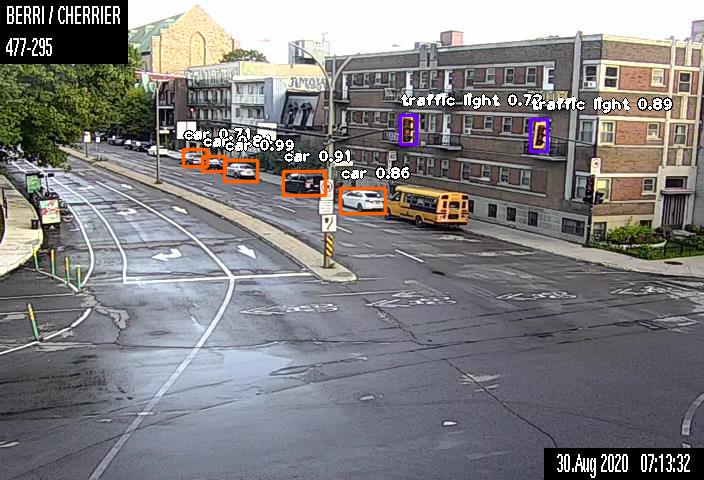 BERRI / CHERRIER
477-295
traffic light 0.72
traffic light 0.89
car 0.71
car 0.99
car 0.91
car 0.86
30.Aug 2020 07:13:32